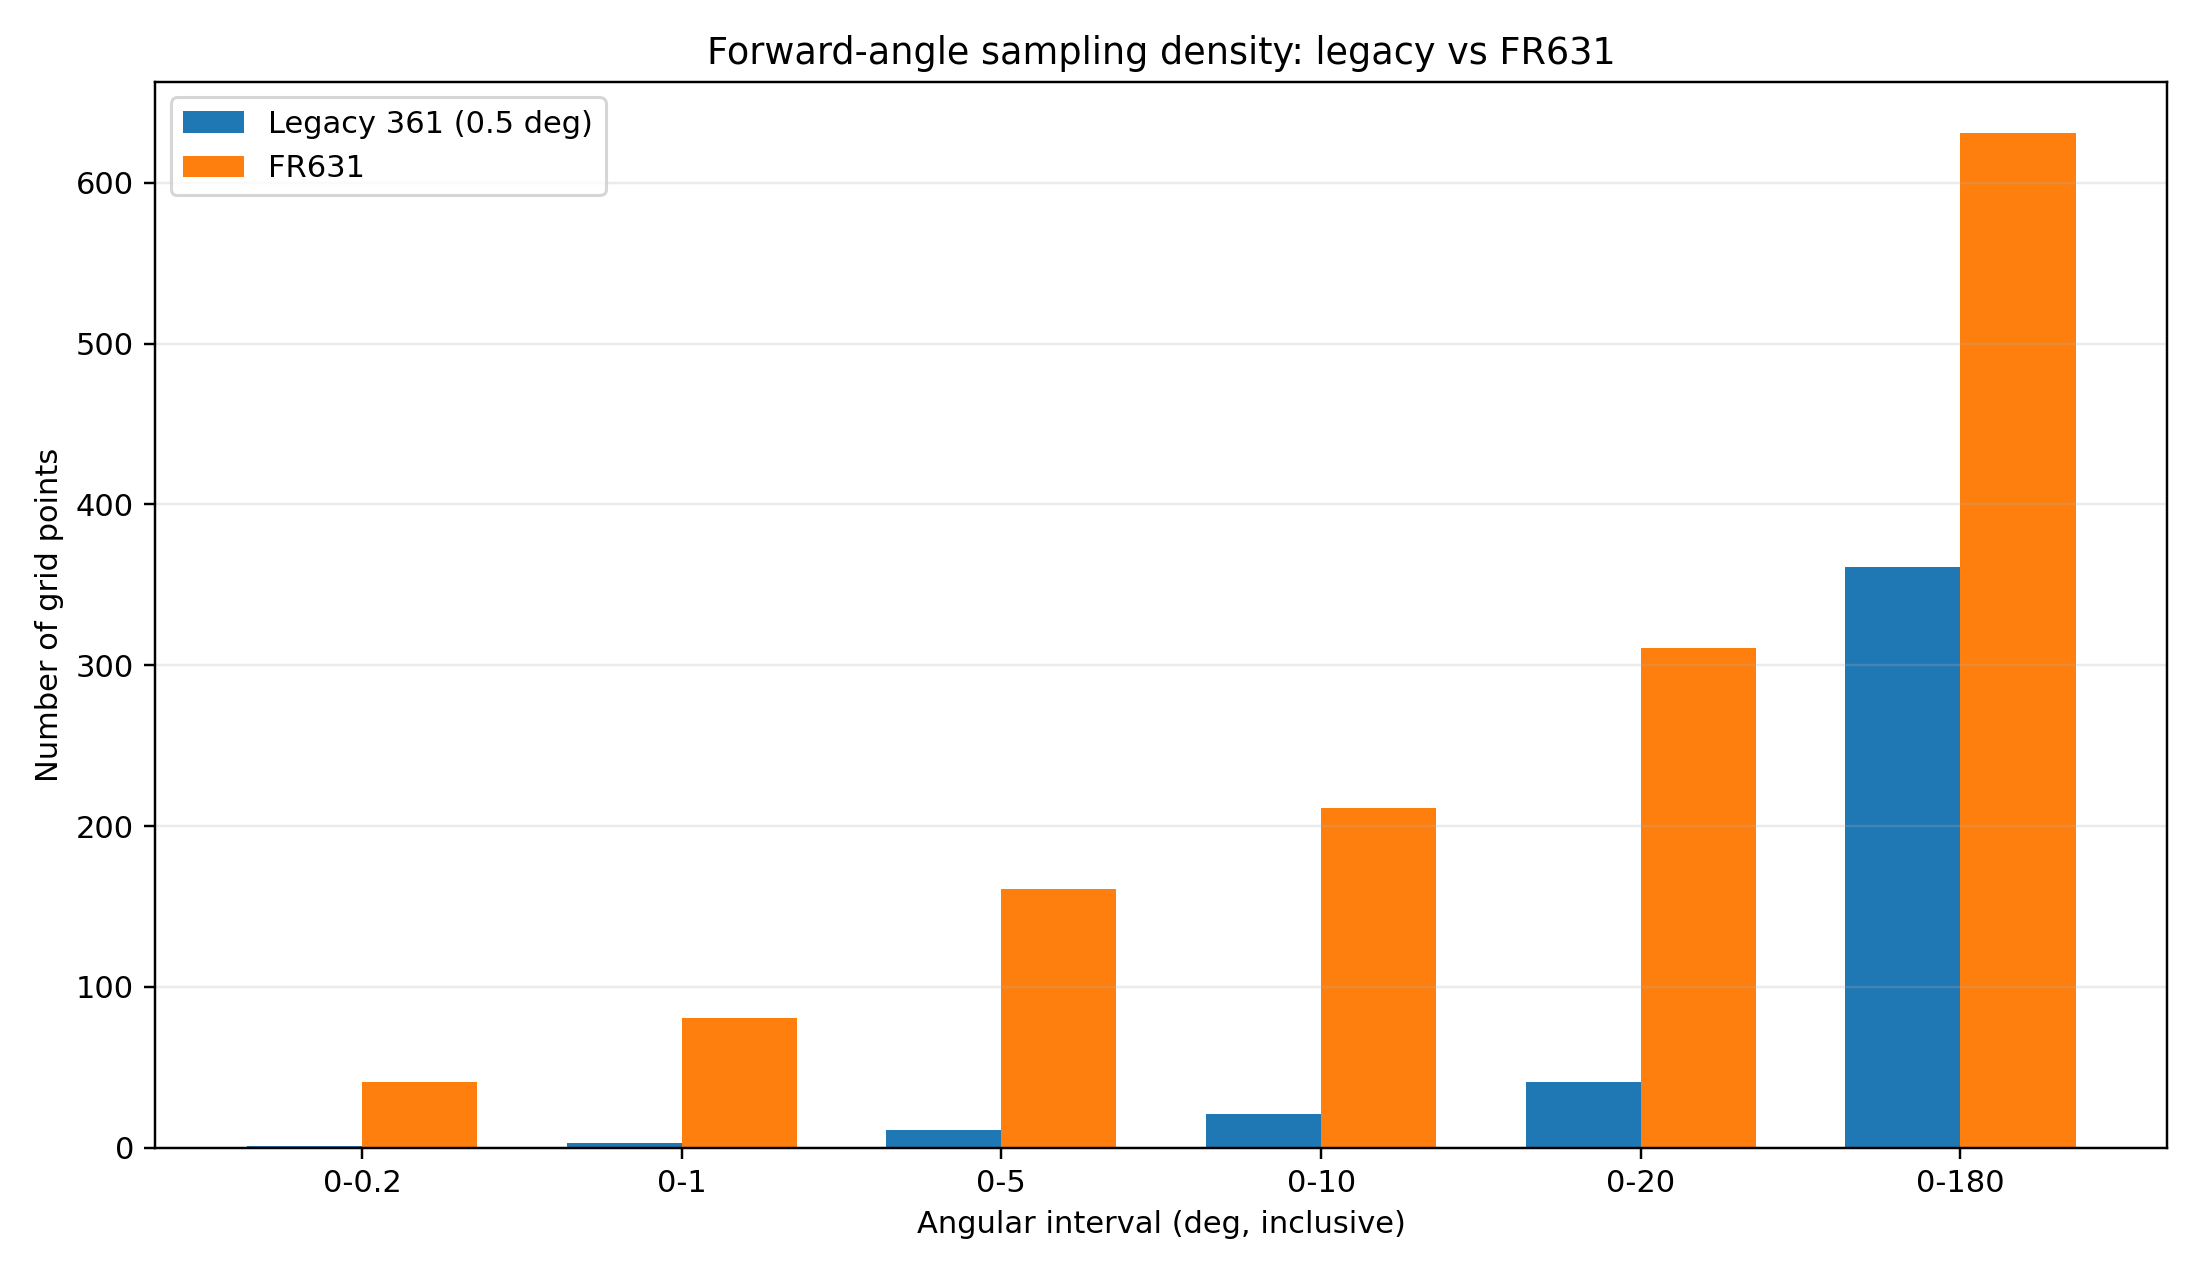 Forward-angle sampling density: legacy vs FR631
Legacy 361 (0.5 deg)
FR631
Number of grid points
600
500
400
300
200
100
0
0-0.2
0-1
0-5
0-10
0-20
0-180
Angular interval (deg, inclusive)